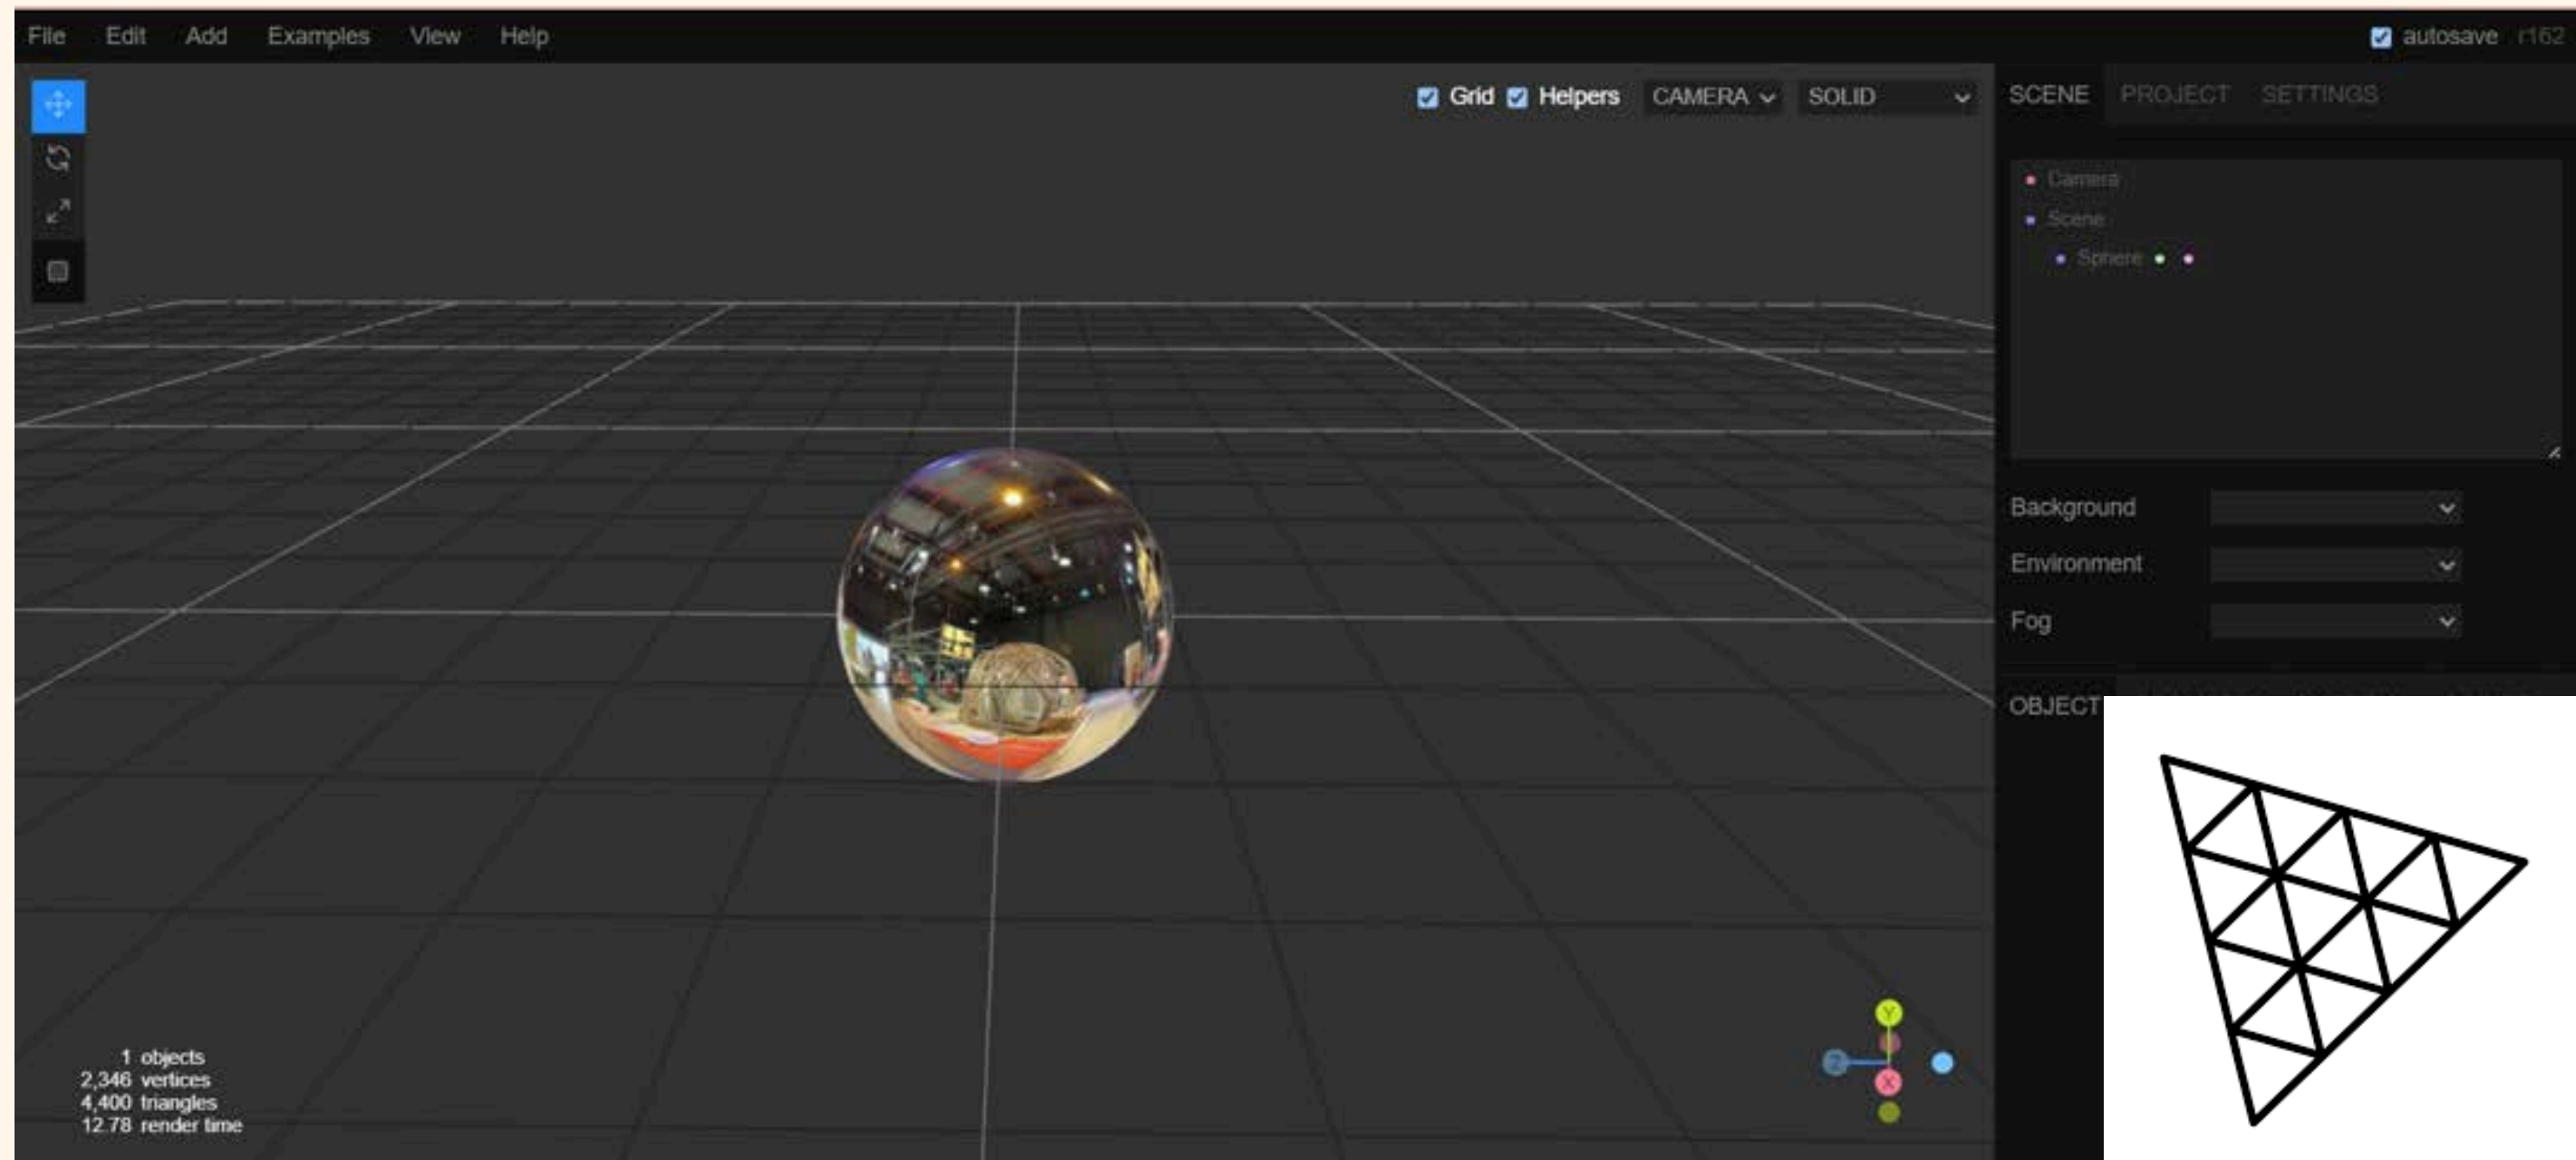 File Edit Add Examples View Help autosave r162
Grid Helpers CAMERA SOLID
SCENE PROJECT SETTINGS
Camera
Scene
Sphere
Background
Environment
Fog
OBJECT
Y
Z X
1 objects
2,346 vertices
4,400 triangles
12.78 render time